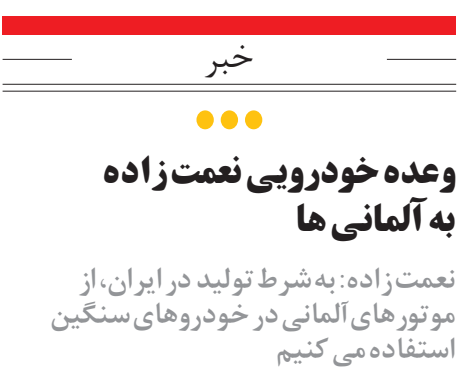 خبر
وعده خودرویی نعمت‌زاده
به آلمانی ها
نعمت‌زاده: به‌شرط تولید در ایران، از
موتورهای آلمانی در خودروهای سنگین
استفاده می کنیم